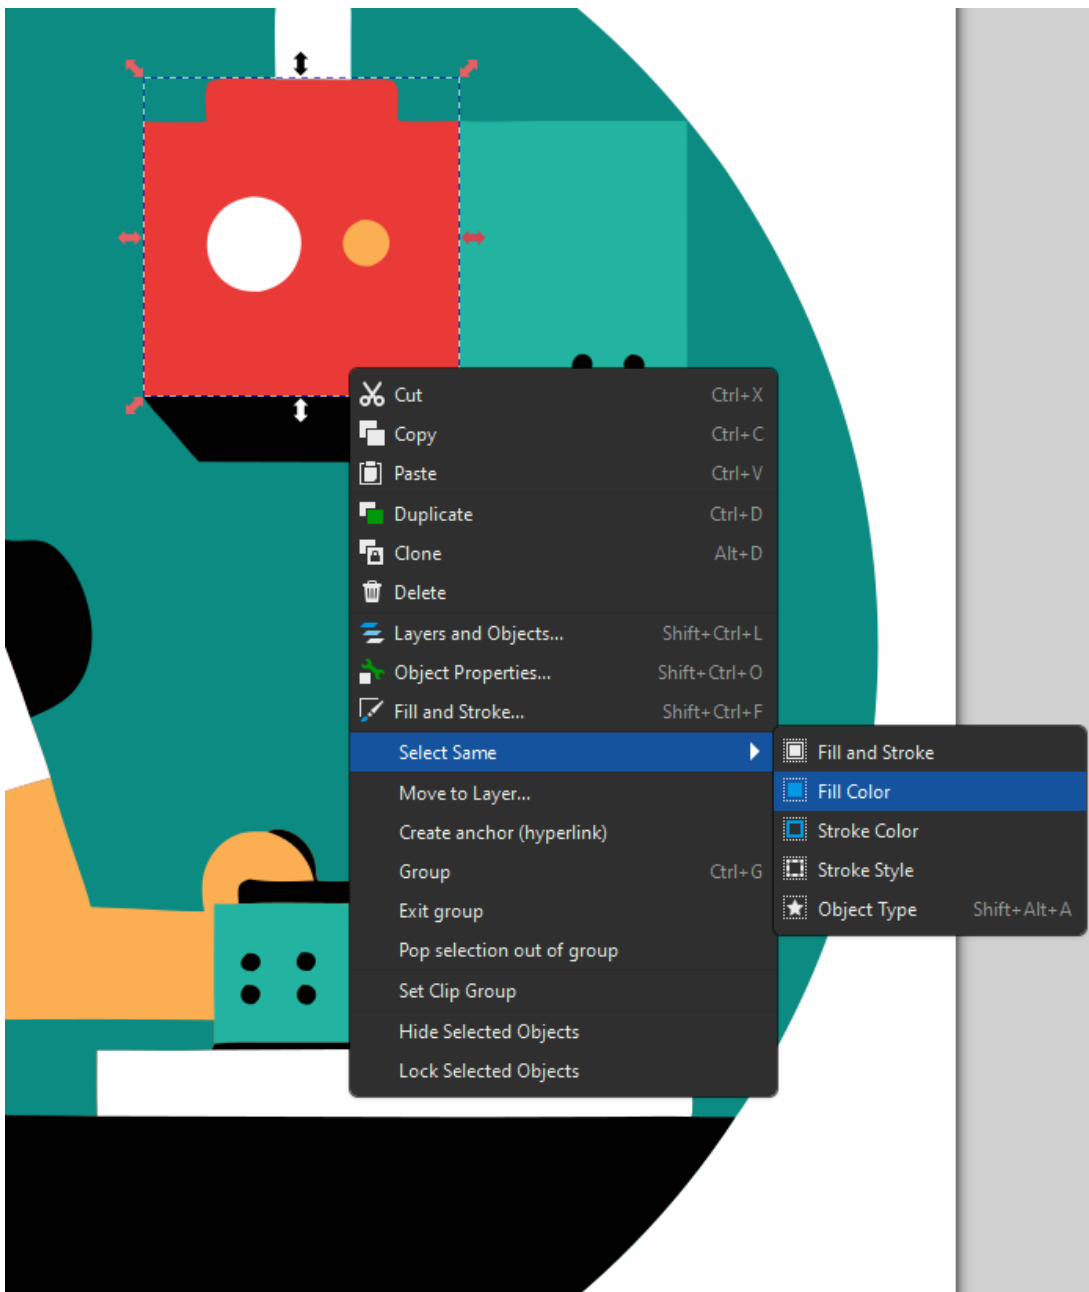 Cut Ctrl+X
Copy Ctrl+C
Paste Ctrl+V
Duplicate Ctrl+D
Clone Alt+D
Delete
Layers and Objects... Shift+Ctrl+L
Object Properties... Shift+Ctrl+O
Fill and Stroke... Shift+Ctrl+F
Select Same
Move to Layer...
Create anchor (hyperlink)
Group Ctrl+G
Exit group
Pop selection out of group
Set Clip Group
Hide Selected Objects
Lock Selected Objects
Fill and Stroke
Fill Color
Stroke Color
Stroke Style
Object Type Shift+Alt+A